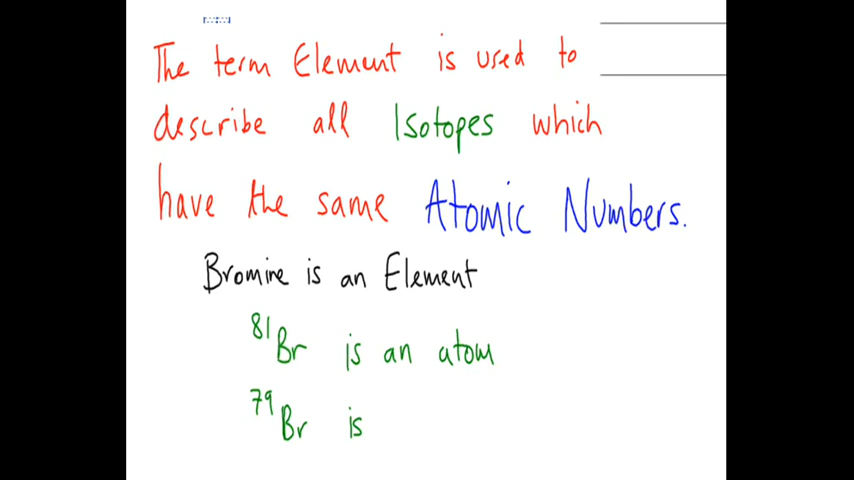 The term Element is used to
describe all Isotopes which
have the same Atomic Numbers.
Bromine is an Element
81Br is an atom
79Br is